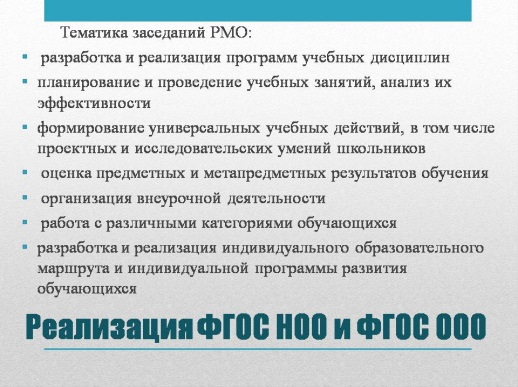 Тематика заседаний РМО:
▪ разработка и реализация программ учебных дисциплин
▪ планирование и проведение учебных занятий, анализ их
эффективности
▪ формирование универсальных учебных действий, в том числе
проектных и исследовательских умений школьников
▪ оценка предметных и метапредметных результатов обучения
▪ организация внеурочной деятельности
▪ работа с различными категориями обучающихся
▪ разработка и реализация индивидуального образовательного
маршрута и индивидуальной программы развития
обучающихся
Реализация ФГОС НОО и ФГОС ООО